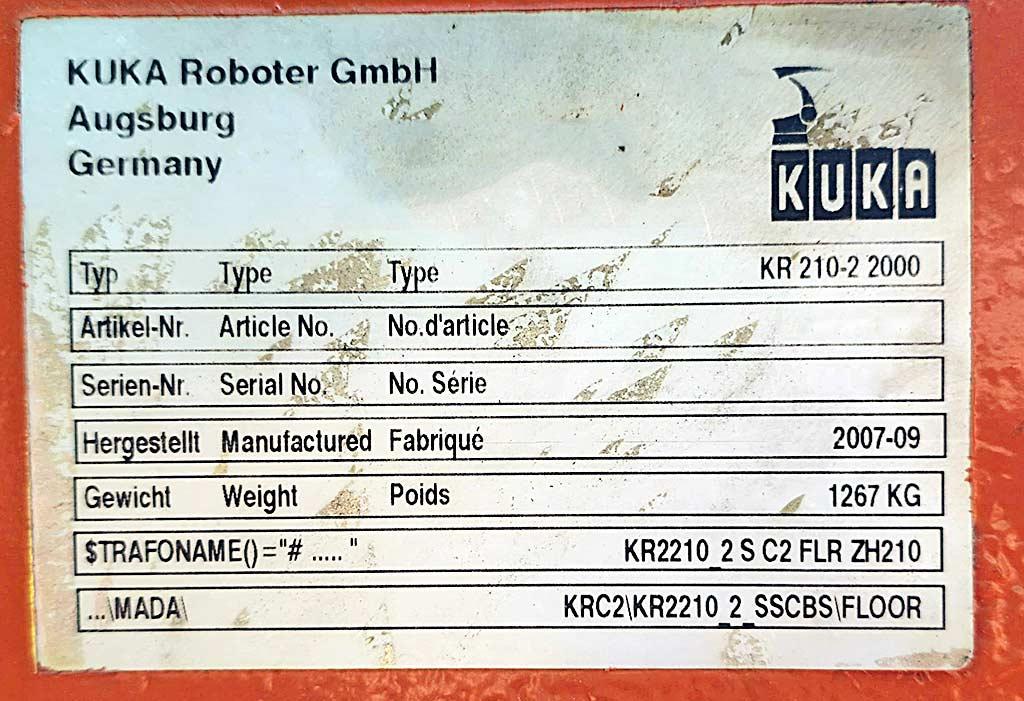 KUKA Roboter GmbH
Augsburg
Germany
KUKA
Typ Type Type KR 210-2 2000
Artikel-Nr. Article No. No.d'article
Serien-Nr. Serial No. No. Série
Hergestellt Manufactured Fabriqué 2007-09
Gewicht Weight Poids 1267 KG
$TRAFONAME()="# ..... " KR2210_2 S C2 FLR ZH210
...\MADA\ KRC2\KR2210_2_SSCBS\FLOOR